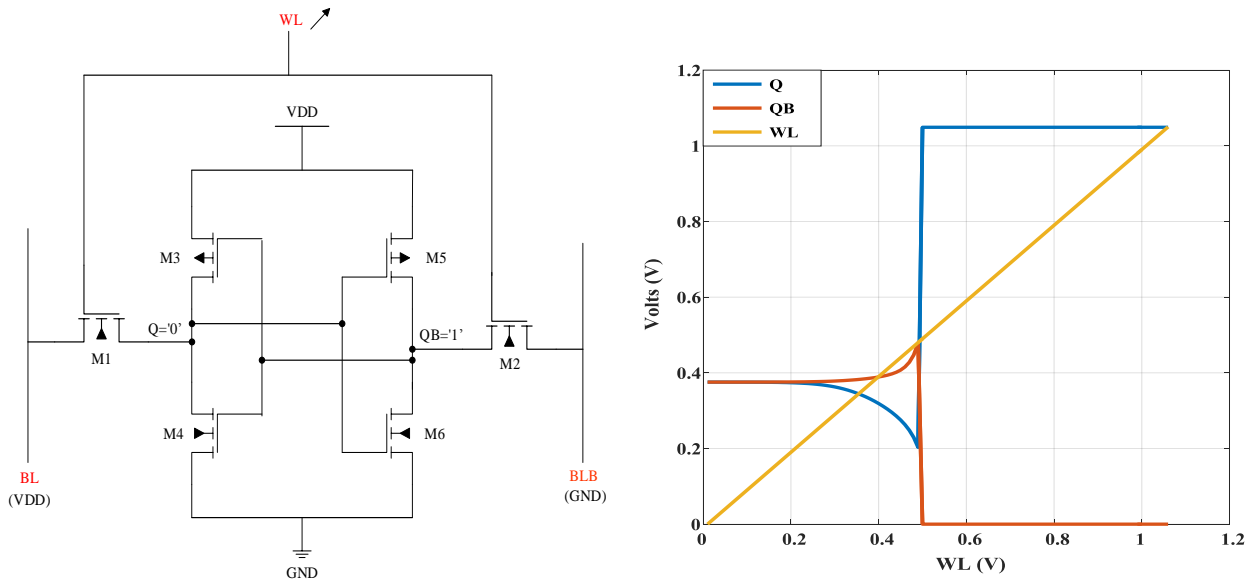 WL
VDD
M3
M5
Q='0’
QB='1’
M1
M2
M4
M6
BL
(VDD)
BLB
(GND)
GND
Q
QB
WL
1.2
1
0.8
0.6
0.4
0.2
0
Volts (V)
0
0.2
0.4
0.6
0.8
1
1.2
WL (V)